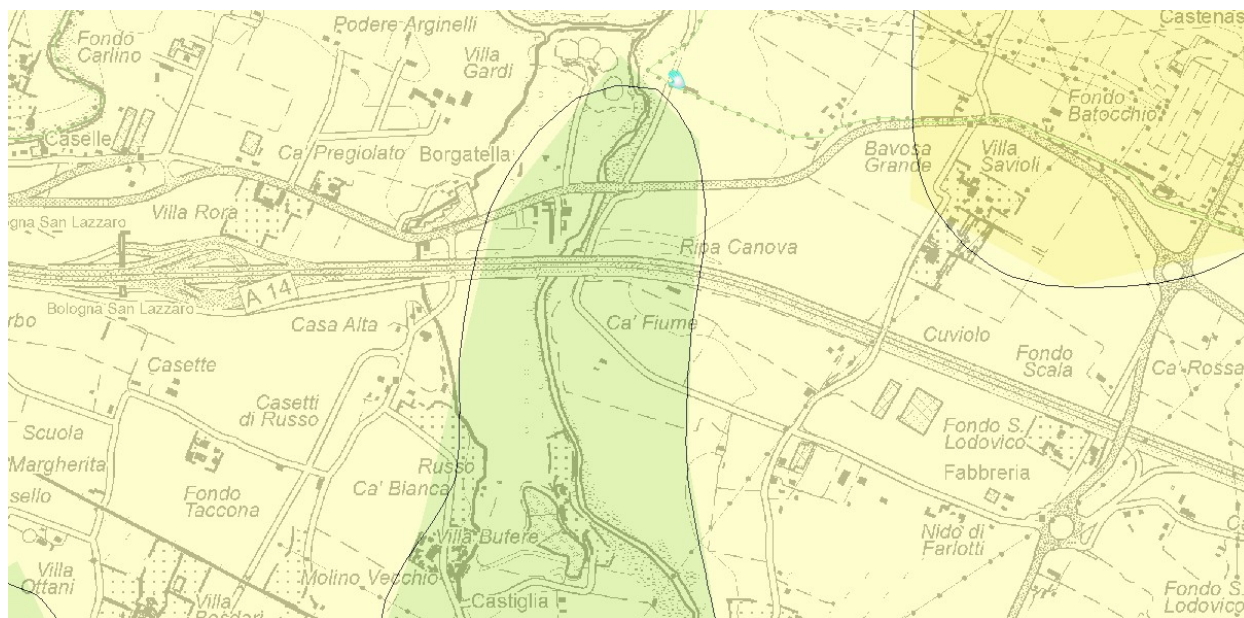 Podere Arginelli
Castenas
Fondo
Carlino
Villa
Gardi
Fondo
Batocchio
Caselle
Ca' Pregiolato
Borgatella
Bavosa
Grande
Villa
Savioli
Villa Rora
ogna San Lazzaro
Ripa Canova
A 14
Bologna San Lazzaro
Casa Alta
Ca' Fiume
Cuviolo
rbo
Casette
Fondo
Scala
Ca Rossa
Casetti
di Russo
Scuola
Fondo S.
Lodovico
Margherita
Russo
Fabbreria
sello
Fondo
Taccona
Ca' Bianca
Nido di
Farlotti
Villa Bufere
Villa
Ottani
Molino Vecchio
Castiglia
Villa
Fondo S.
Lodovico